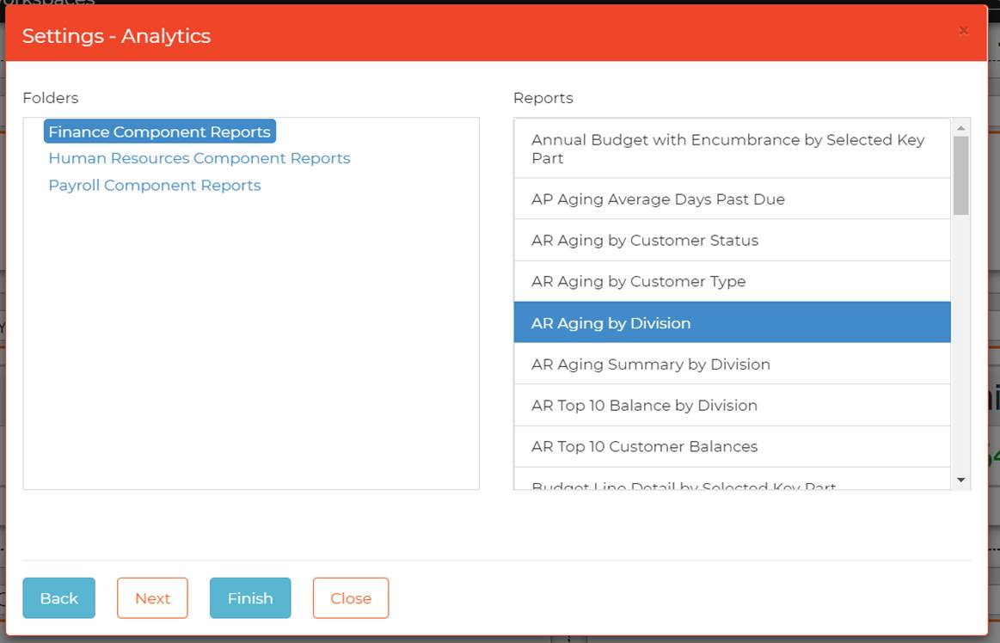 Settings - Analytics
×
Folders
Reports
Finance Component Reports
Human Resources Component Reports
Payroll Component Reports
Annual Budget with Encumbrance by Selected Key
Part
AP Aging Average Days Past Due
AR Aging by Customer Status
AR Aging by Customer Type
AR Aging by Division
AR Aging Summary by Division
AR Top 10 Balance by Division
AR Top 10 Customer Balances
Budget Line Detail by Selected Key Part
Back
Next
Finish
Close